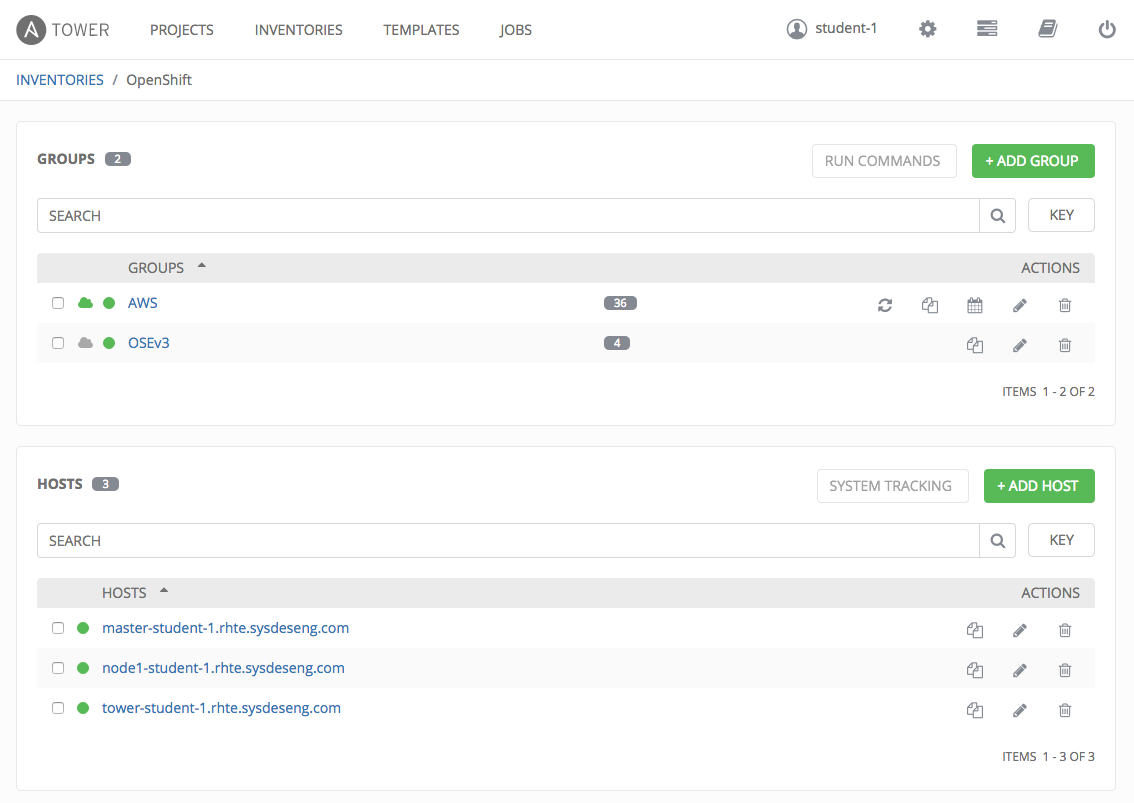 TOWER PROJECTS INVENTORIES TEMPLATES JOBS student-1
INVENTORIES / OpenShift
GROUPS 2 RUN COMMANDS + ADD GROUP
SEARCH KEY
GROUPS ACTIONS
AWS 36
OSEv3 4
ITEMS 1 - 2 OF 2
HOSTS 3 SYSTEM TRACKING + ADD HOST
SEARCH KEY
HOSTS ACTIONS
master-student-1.rhte.sysdeseng.com
node1-student-1.rhte.sysdeseng.com
tower-student-1.rhte.sysdeseng.com
ITEMS 1 - 3 OF 3